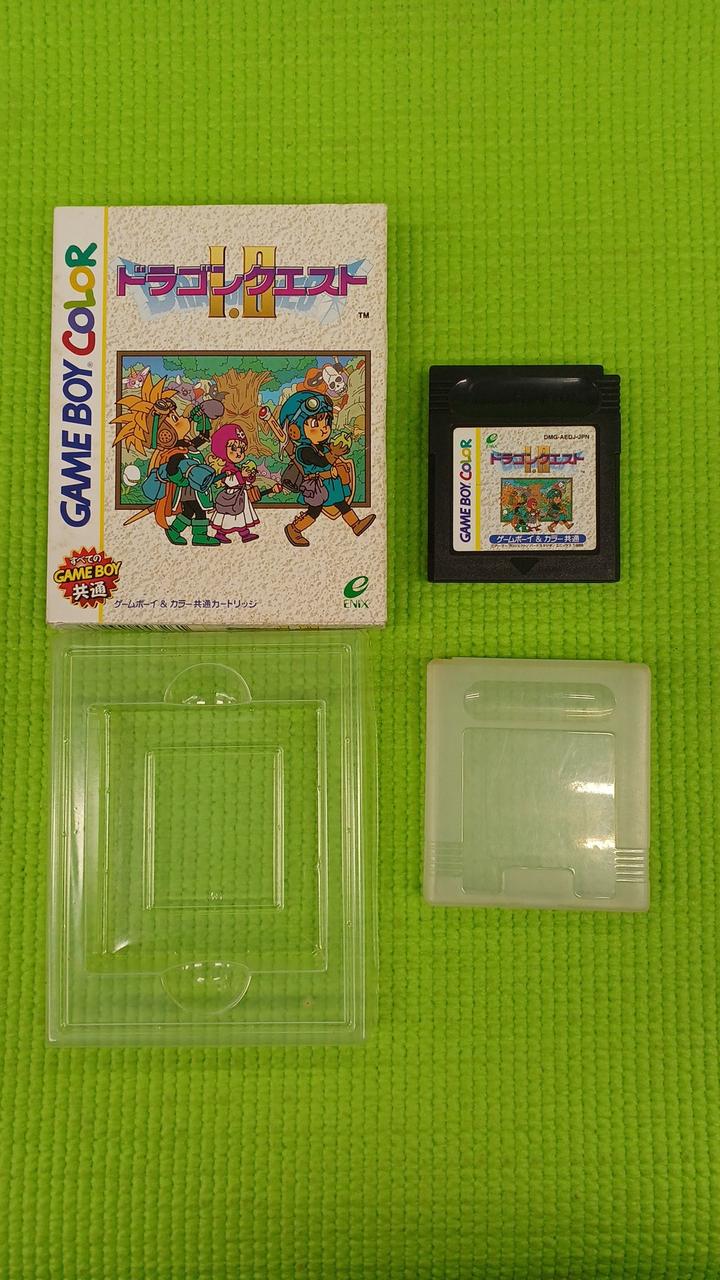 GAME BOY COLOR
ドラゴンクエスト
I・II
TM
すべての
GAME BOY
共通
ゲームボーイ & カラー共通カートリッジ
ENIX
DMG-AEDJ-JPN
GAME BOY COLOR
ドラゴンクエスト
I・II
ゲームボーイ & カラー共通